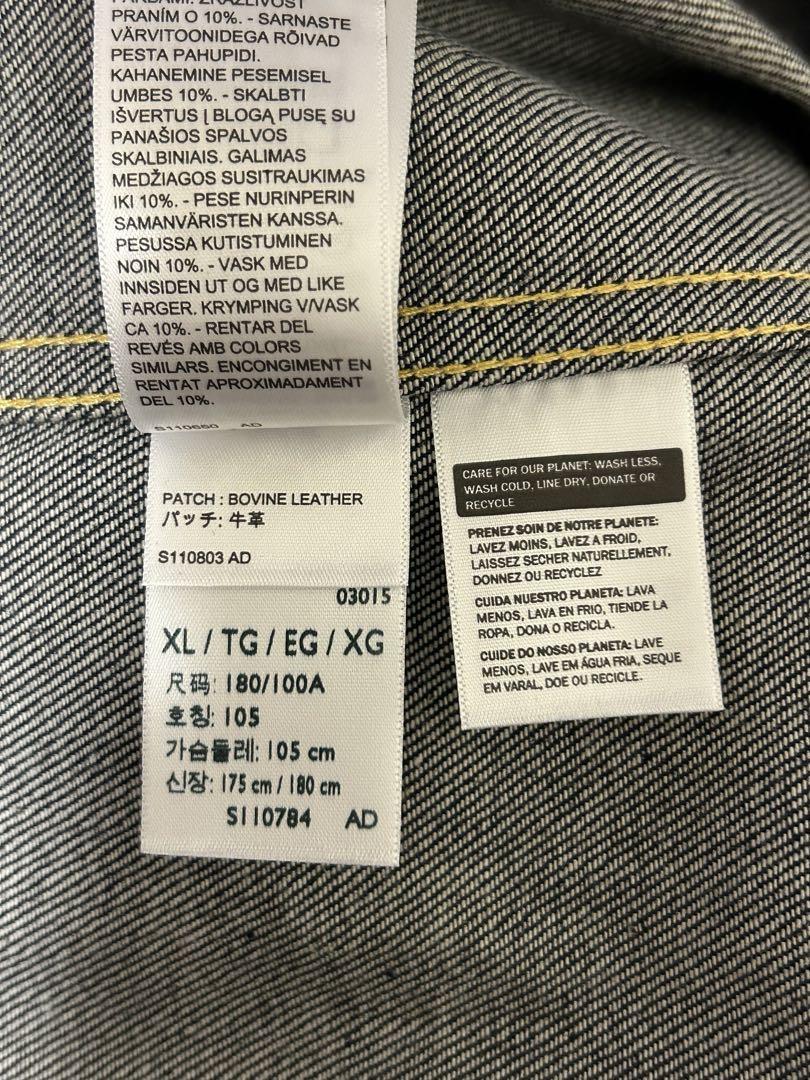 FARBAMI. ZRAŽLIVOST
PRANÍM O 10%. - SARNASTE
VÄRVITOONIDEGA RÕIVAD
PESTA PAHUPIDI.
KAHANEMINE PESEMISEL
UMBES 10%. - SKALBTI
IŠVERTUS Į BLOGĄ PUSĘ SU
PANAŠIOS SPALVOS
SKALBINIAIS. GALIMAS
MEDŽIAGOS SUSITRAUKIMAS
IKI 10%. - PESE NURINPERIN
SAMANVÄRISTEN KANSSA.
PESUSSA KUTISTUMINEN
NOIN 10%. - VASK MED
INNSIDEN UT OG MED LIKE
FARGER. KRYMPING V/VASK
CA 10%. - RENTAR DEL
REVÉS AMB COLORS
SIMILARS. ENCONGIMENT EN
RENTAT APROXIMADAMENT
DEL 10%.
AD
PATCH : BOVINE LEATHER
パッチ: 牛革
S110803 AD
03015
XL / TG / EG / XG
尺码: 180/100A
호칭: 105
가슴둘레: 105 cm
신장: 175 cm / 180 cm
S110784 AD
CARE FOR OUR PLANET: WASH LESS,
WASH COLD, LINE DRY, DONATE OR
RECYCLE
PRENEZ SOIN DE NOTRE PLANETE:
LAVEZ MOINS, LAVEZ A FROID,
LAISSEZ SECHER NATURELLEMENT,
DONNEZ OU RECYCLEZ
CUIDA NUESTRO PLANETA: LAVA
MENOS, LAVA EN FRIO, TIENDE LA
ROPA, DONA O RECICLA.
CUIDE DO NOSSO PLANETA: LAVE
MENOS, LAVE EM ÁGUA FRIA, SEQUE
EM VARAL, DOE OU RECICLE.